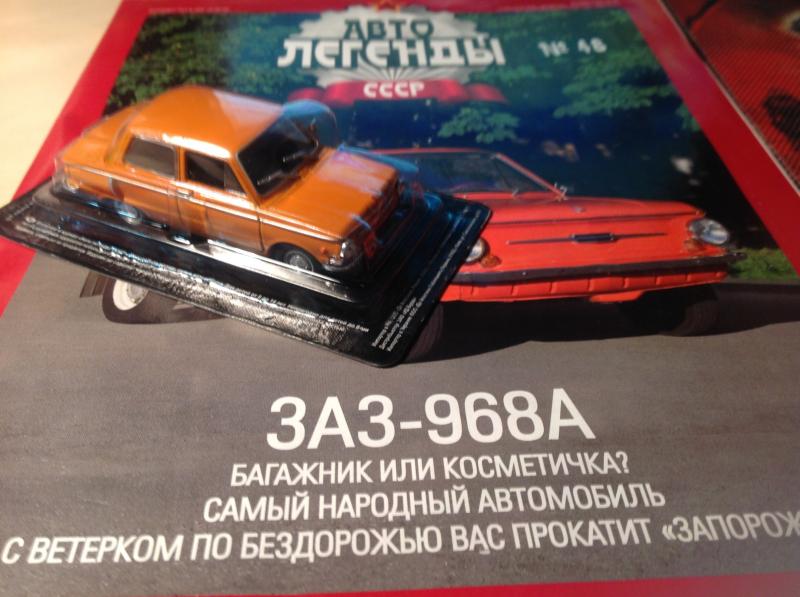 АВТО
ЛЕГЕНДЫ № 48
СССР
ЗАЗ-968А
БАГАЖНИК ИЛИ КОСМЕТИЧКА?
САМЫЙ НАРОДНЫЙ АВТОМОБИЛЬ
С ВЕТЕРКОМ ПО БЕЗДОРОЖЬЮ ВАС ПРОКАТИТ «ЗАПОРОЖ